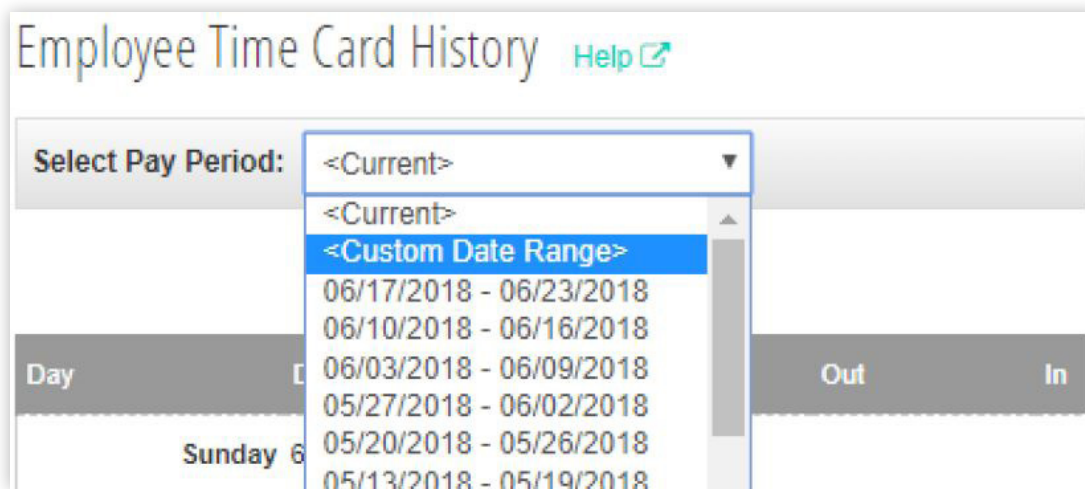 Employee Time Card History Help
Select Pay Period: <Current>
<Current>
<Custom Date Range>
06/17/2018 - 06/23/2018
06/10/2018 - 06/16/2018
06/03/2018 - 06/09/2018
05/27/2018 - 06/02/2018
05/20/2018 - 05/26/2018
05/13/2018 - 05/19/2018
Day Out In
Sunday 6